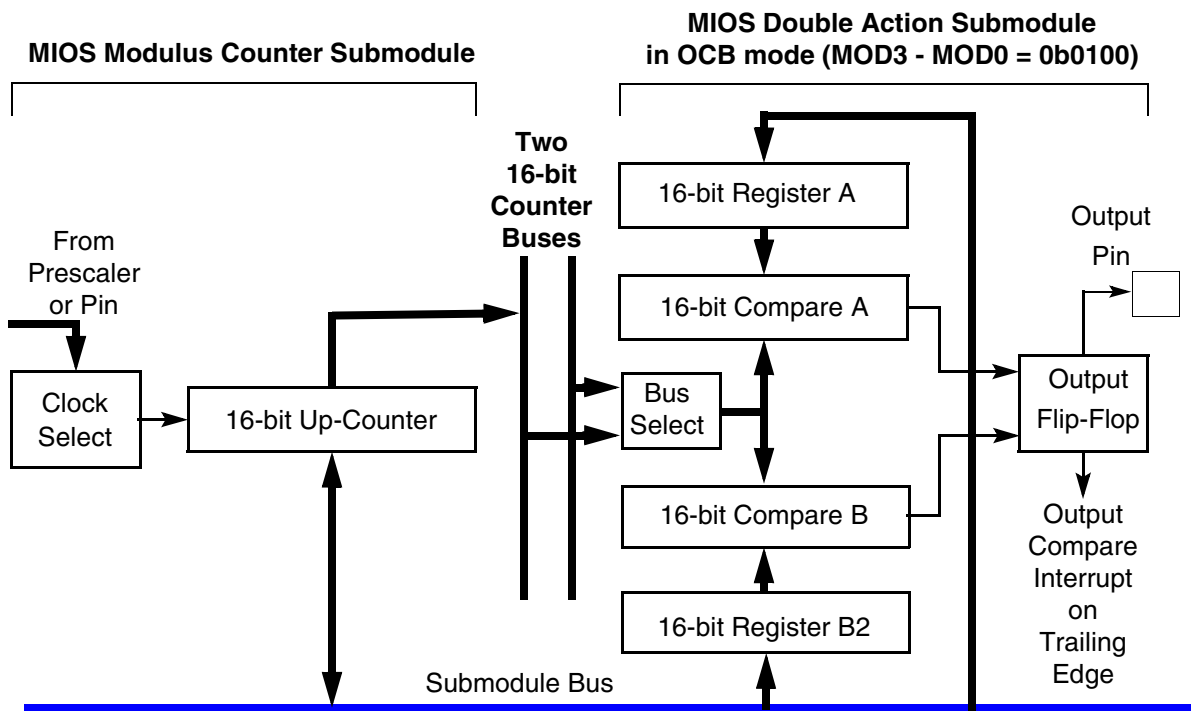 MIOS Modulus Counter Submodule
MIOS Double Action Submodule
in OCB mode (MOD3 - MOD0 = 0b0100)
Two
16-bit
Counter
Buses
From
Prescaler
or Pin
Clock
Select
16-bit Up-Counter
Bus
Select
16-bit Register A
16-bit Compare A
16-bit Compare B
16-bit Register B2
Output
Pin
Output
Flip-Flop
Output
Compare
Interrupt
on
Trailing
Edge
Submodule Bus